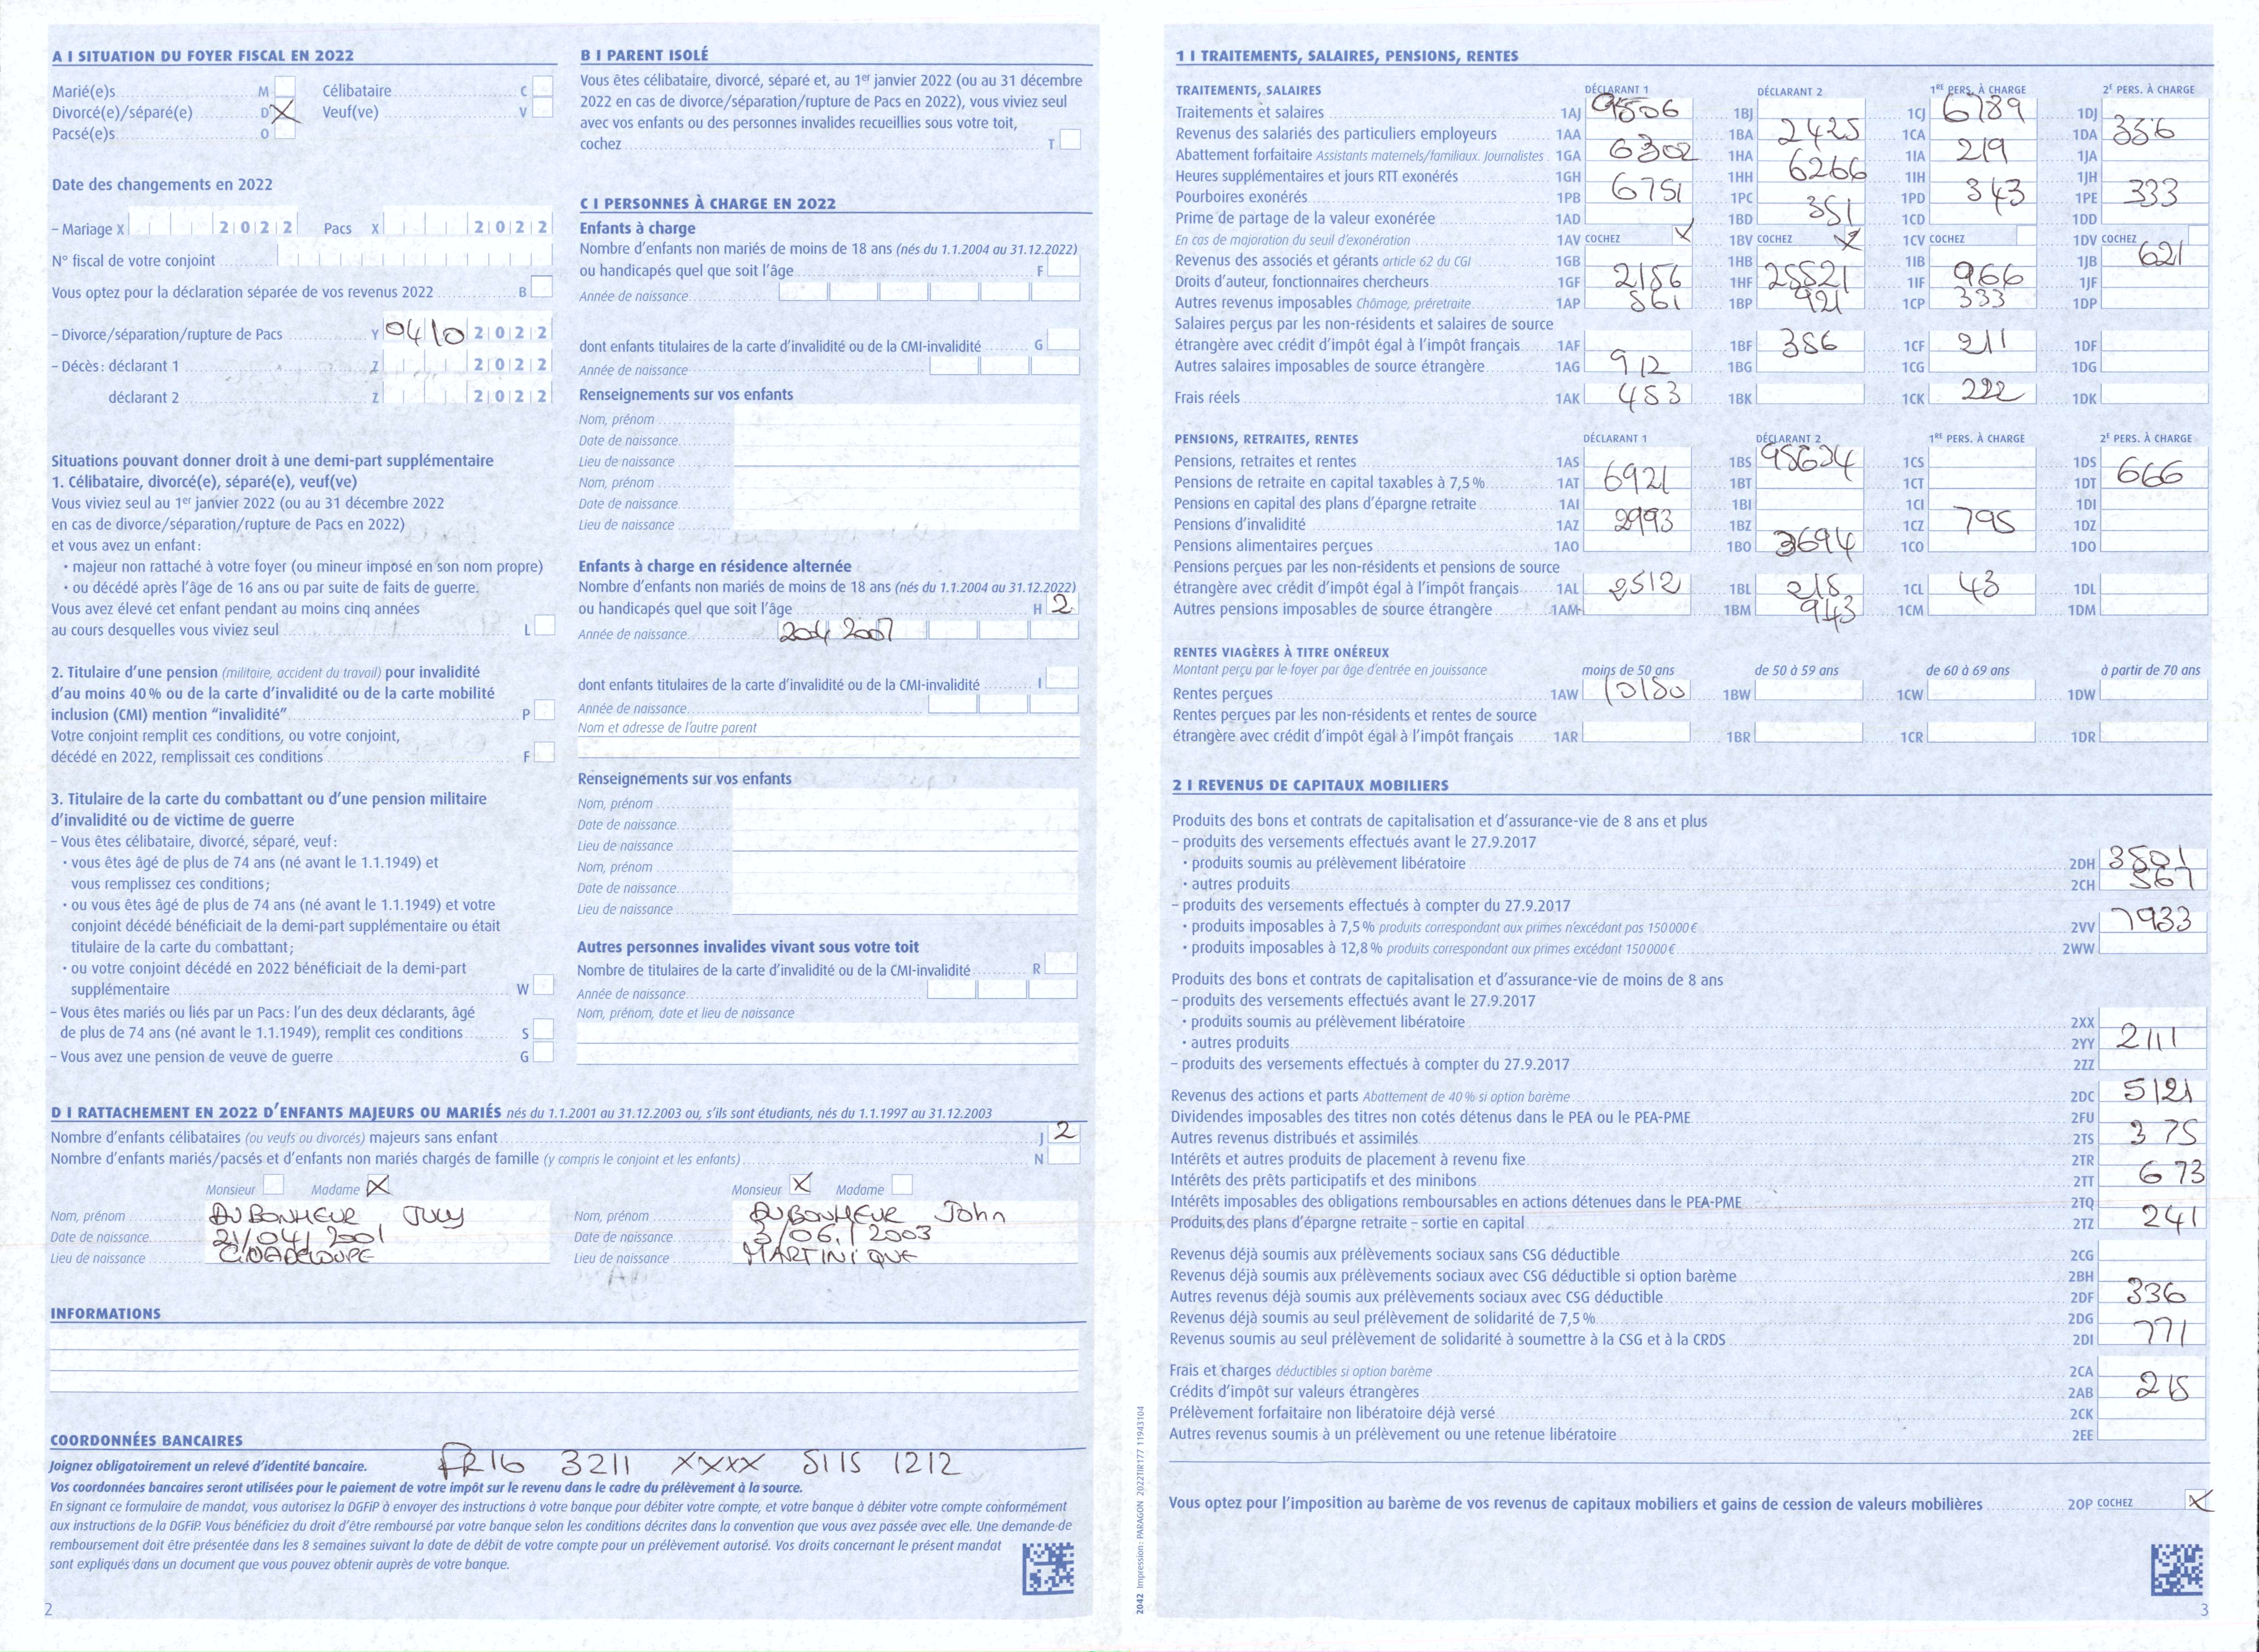 A I SITUATION DU FOYER FISCAL EN 2022
Marié(e)s M Célibataire C
Divorcé(e)/séparé(e) D X Veuf(ve) V
Pacsé(e)s O
Date des changements en 2022
– Mariage X 2 0 2 2 Pacs X 2 0 2 2
N° fiscal de votre conjoint
Vous optez pour la déclaration séparée de vos revenus 2022 B
– Divorce/séparation/rupture de Pacs Y 04 10 2 0 2 2
– Décès : déclarant 1 Z 2 0 2 2
déclarant 2 Z 2 0 2 2
Situations pouvant donner droit à une demi-part supplémentaire
1. Célibataire, divorcé(e), séparé(e), veuf(ve)
Vous viviez seul au 1er janvier 2022 (ou au 31 décembre 2022
en cas de divorce/séparation/rupture de Pacs en 2022)
et vous avez un enfant :
• majeur non rattaché à votre foyer (ou mineur imposé en son nom propre)
• ou décédé après l'âge de 16 ans ou par suite de faits de guerre.
Vous avez élevé cet enfant pendant au moins cinq années
au cours desquelles vous viviez seul L
2. Titulaire d'une pension (militaire, accident du travail) pour invalidité
d'au moins 40 % ou de la carte d'invalidité ou de la carte mobilité
inclusion (CMI) mention "invalidité" P
Votre conjoint remplit ces conditions, ou votre conjoint,
décédé en 2022, remplissait ces conditions F
3. Titulaire de la carte du combattant ou d'une pension militaire
d'invalidité ou de victime de guerre
– Vous êtes célibataire, divorcé, séparé, veuf :
• vous êtes âgé de plus de 74 ans (né avant le 1.1.1949) et
vous remplissez ces conditions ;
• ou vous êtes âgé de plus de 74 ans (né avant le 1.1.1949) et votre
conjoint décédé bénéficiait de la demi-part supplémentaire ou était
titulaire de la carte du combattant ;
• ou votre conjoint décédé en 2022 bénéficiait de la demi-part
supplémentaire W
– Vous êtes mariés ou liés par un Pacs : l'un des deux déclarants, âgé
de plus de 74 ans (né avant le 1.1.1949), remplit ces conditions S
– Vous avez une pension de veuve de guerre G
B I PARENT ISOLÉ
Vous êtes célibataire, divorcé, séparé et, au 1er janvier 2022 (ou au 31 décembre
2022 en cas de divorce/séparation/rupture de Pacs en 2022), vous viviez seul
avec vos enfants ou des personnes invalides recueillies sous votre toit,
cochez T
C I PERSONNES À CHARGE EN 2022
Enfants à charge
Nombre d'enfants non mariés de moins de 18 ans (nés du 1.1.2004 au 31.12.2022)
ou handicapés quel que soit l'âge F
Année de naissance
dont enfants titulaires de la carte d'invalidité ou de la CMI-invalidité G
Année de naissance
Renseignements sur vos enfants
Nom, prénom
Date de naissance
Lieu de naissance
Nom, prénom
Date de naissance
Lieu de naissance
Enfants à charge en résidence alternée
Nombre d'enfants non mariés de moins de 18 ans (nés du 1.1.2004 au 31.12.2022)
ou handicapés quel que soit l'âge H 2
Année de naissance 2004 2007
dont enfants titulaires de la carte d'invalidité ou de la CMI-invalidité I
Année de naissance
Nom et adresse de l'autre parent
Renseignements sur vos enfants
Nom, prénom
Date de naissance
Lieu de naissance
Nom, prénom
Date de naissance
Lieu de naissance
Autres personnes invalides vivant sous votre toit
Nombre de titulaires de la carte d'invalidité ou de la CMI-invalidité R
Année de naissance
Nom, prénom, date et lieu de naissance
D I RATTACHEMENT EN 2022 D'ENFANTS MAJEURS OU MARIÉS nés du 1.1.2001 au 31.12.2003 ou, s'ils sont étudiants, nés du 1.1.1997 au 31.12.2003
Nombre d'enfants célibataires (ou veufs ou divorcés) majeurs sans enfant J 2
Nombre d'enfants mariés/pacsés et d'enfants non mariés chargés de famille (y compris le conjoint et les enfants) N
Monsieur Madame X Monsieur X Madame
Nom, prénom DUBONHEUR JULY Nom, prénom DUBONHEUR John
Date de naissance 21/04/2001 Date de naissance 3/06/2003
Lieu de naissance GUADELOUPE Lieu de naissance MARTINIQUE
INFORMATIONS
COORDONNÉES BANCAIRES
Joignez obligatoirement un relevé d'identité bancaire. FR16 3211 XXXX 5115 1212
Vos coordonnées bancaires seront utilisées pour le paiement de votre impôt sur le revenu dans le cadre du prélèvement à la source.
En signant ce formulaire de mandat, vous autorisez la DGFiP à envoyer des instructions à votre banque pour débiter votre compte, et votre banque à débiter votre compte conformément
aux instructions de la DGFiP. Vous bénéficiez du droit d'être remboursé par votre banque selon les conditions décrites dans la convention que vous avez passée avec elle. Une demande de
remboursement doit être présentée dans les 8 semaines suivant la date de débit de votre compte pour un prélèvement autorisé. Vos droits concernant le présent mandat
sont expliqués dans un document que vous pouvez obtenir auprès de votre banque.
2
2042 Impression : PARAGON 2022TIR177 11943104
1 I TRAITEMENTS, SALAIRES, PENSIONS, RENTES
TRAITEMENTS, SALAIRES DÉCLARANT 1 DÉCLARANT 2 1RE PERS. À CHARGE 2E PERS. À CHARGE
Traitements et salaires 1AJ 9506 1BJ 1CJ 6789 1DJ
Revenus des salariés des particuliers employeurs 1AA 1BA 2425 1CA 1DA 356
Abattement forfaitaire Assistants maternels/familiaux. Journalistes 1GA 6302 1HA 1IA 219 1JA
Heures supplémentaires et jours RTT exonérés 1GH 1HH 6266 1IH 1JH
Pourboires exonérés 1PB 6751 1PC 1PD 343 1PE 333
Prime de partage de la valeur exonérée 1AD 1BD 351 1CD 1DD
En cas de majoration du seuil d'exonération 1AV COCHEZ X 1BV COCHEZ X 1CV COCHEZ 1DV COCHEZ
Revenus des associés et gérants article 62 du CGI 1GB 1HB 1IB 1JB 621
Droits d'auteur, fonctionnaires chercheurs 1GF 2156 1HF 25521 1IF 966 1JF
Autres revenus imposables Chômage, préretraite 1AP 561 1BP 921 1CP 333 1DP
Salaires perçus par les non-résidents et salaires de source
étrangère avec crédit d'impôt égal à l'impôt français 1AF 1BF 356 1CF 211 1DF
Autres salaires imposables de source étrangère 1AG 912 1BG 1CG 1DG
Frais réels 1AK 453 1BK 1CK 222 1DK
PENSIONS, RETRAITES, RENTES DÉCLARANT 1 DÉCLARANT 2 1RE PERS. À CHARGE 2E PERS. À CHARGE
Pensions, retraites et rentes 1AS 1BS 95634 1CS 1DS
Pensions de retraite en capital taxables à 7,5 % 1AT 6921 1BT 1CT 1DT 666
Pensions en capital des plans d'épargne retraite 1AI 1BI 1CI 1DI
Pensions d'invalidité 1AZ 2993 1BZ 1CZ 795 1DZ
Pensions alimentaires perçues 1AO 1BO 3694 1CO 1DO
Pensions perçues par les non-résidents et pensions de source
étrangère avec crédit d'impôt égal à l'impôt français 1AL 2512 1BL 215 1CL 43 1DL
Autres pensions imposables de source étrangère 1AM 1BM 943 1CM 1DM
RENTES VIAGÈRES À TITRE ONÉREUX
Montant perçu par le foyer par âge d'entrée en jouissance moins de 50 ans de 50 à 59 ans de 60 à 69 ans à partir de 70 ans
Rentes perçues 1AW 10150 1BW 1CW 1DW
Rentes perçues par les non-résidents et rentes de source
étrangère avec crédit d'impôt égal à l'impôt français 1AR 1BR 1CR 1DR
2 I REVENUS DE CAPITAUX MOBILIERS
Produits des bons et contrats de capitalisation et d'assurance-vie de 8 ans et plus
– produits des versements effectués avant le 27.9.2017
• produits soumis au prélèvement libératoire 2DH 3501
• autres produits 2CH 567
– produits des versements effectués à compter du 27.9.2017
• produits imposables à 7,5 % produits correspondant aux primes n'excédant pas 150 000 € 2VV 7933
• produits imposables à 12,8 % produits correspondant aux primes excédant 150 000 € 2WW
Produits des bons et contrats de capitalisation et d'assurance-vie de moins de 8 ans
– produits des versements effectués avant le 27.9.2017
• produits soumis au prélèvement libératoire 2XX
• autres produits 2YY 2111
– produits des versements effectués à compter du 27.9.2017 2ZZ
Revenus des actions et parts Abattement de 40 % si option barème 2DC 5121
Dividendes imposables des titres non cotés détenus dans le PEA ou le PEA-PME 2FU
Autres revenus distribués et assimilés 2TS 375
Intérêts et autres produits de placement à revenu fixe 2TR
Intérêts des prêts participatifs et des minibons 2TT 673
Intérêts imposables des obligations remboursables en actions détenues dans le PEA-PME 2TQ
Produits des plans d'épargne retraite – sortie en capital 2TZ 241
Revenus déjà soumis aux prélèvements sociaux sans CSG déductible 2CG
Revenus déjà soumis aux prélèvements sociaux avec CSG déductible si option barème 2BH
Autres revenus déjà soumis aux prélèvements sociaux avec CSG déductible 2DF 336
Revenus déjà soumis au seul prélèvement de solidarité de 7,5 % 2DG
Revenus soumis au seul prélèvement de solidarité à soumettre à la CSG et à la CRDS 2DI 771
Frais et charges déductibles si option barème 2CA
Crédits d'impôt sur valeurs étrangères 2AB 215
Prélèvement forfaitaire non libératoire déjà versé 2CK
Autres revenus soumis à un prélèvement ou une retenue libératoire 2EE
Vous optez pour l'imposition au barème de vos revenus de capitaux mobiliers et gains de cession de valeurs mobilières 2OP COCHEZ X
3